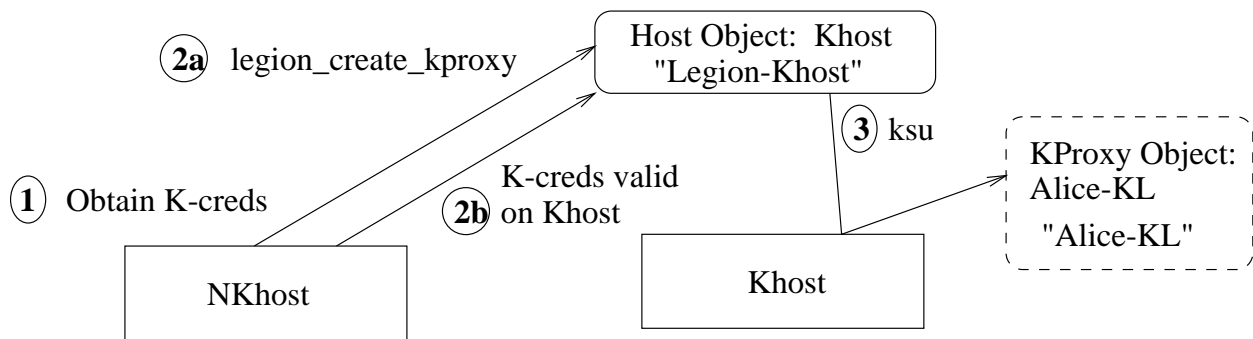 2a legion_create_kproxy
Host Object: Khost
"Legion-Khost"
3 ksu
KProxy Object:
Alice-KL
"Alice-KL"
1 Obtain K-creds
2b K-creds valid
on Khost
NKhost
Khost